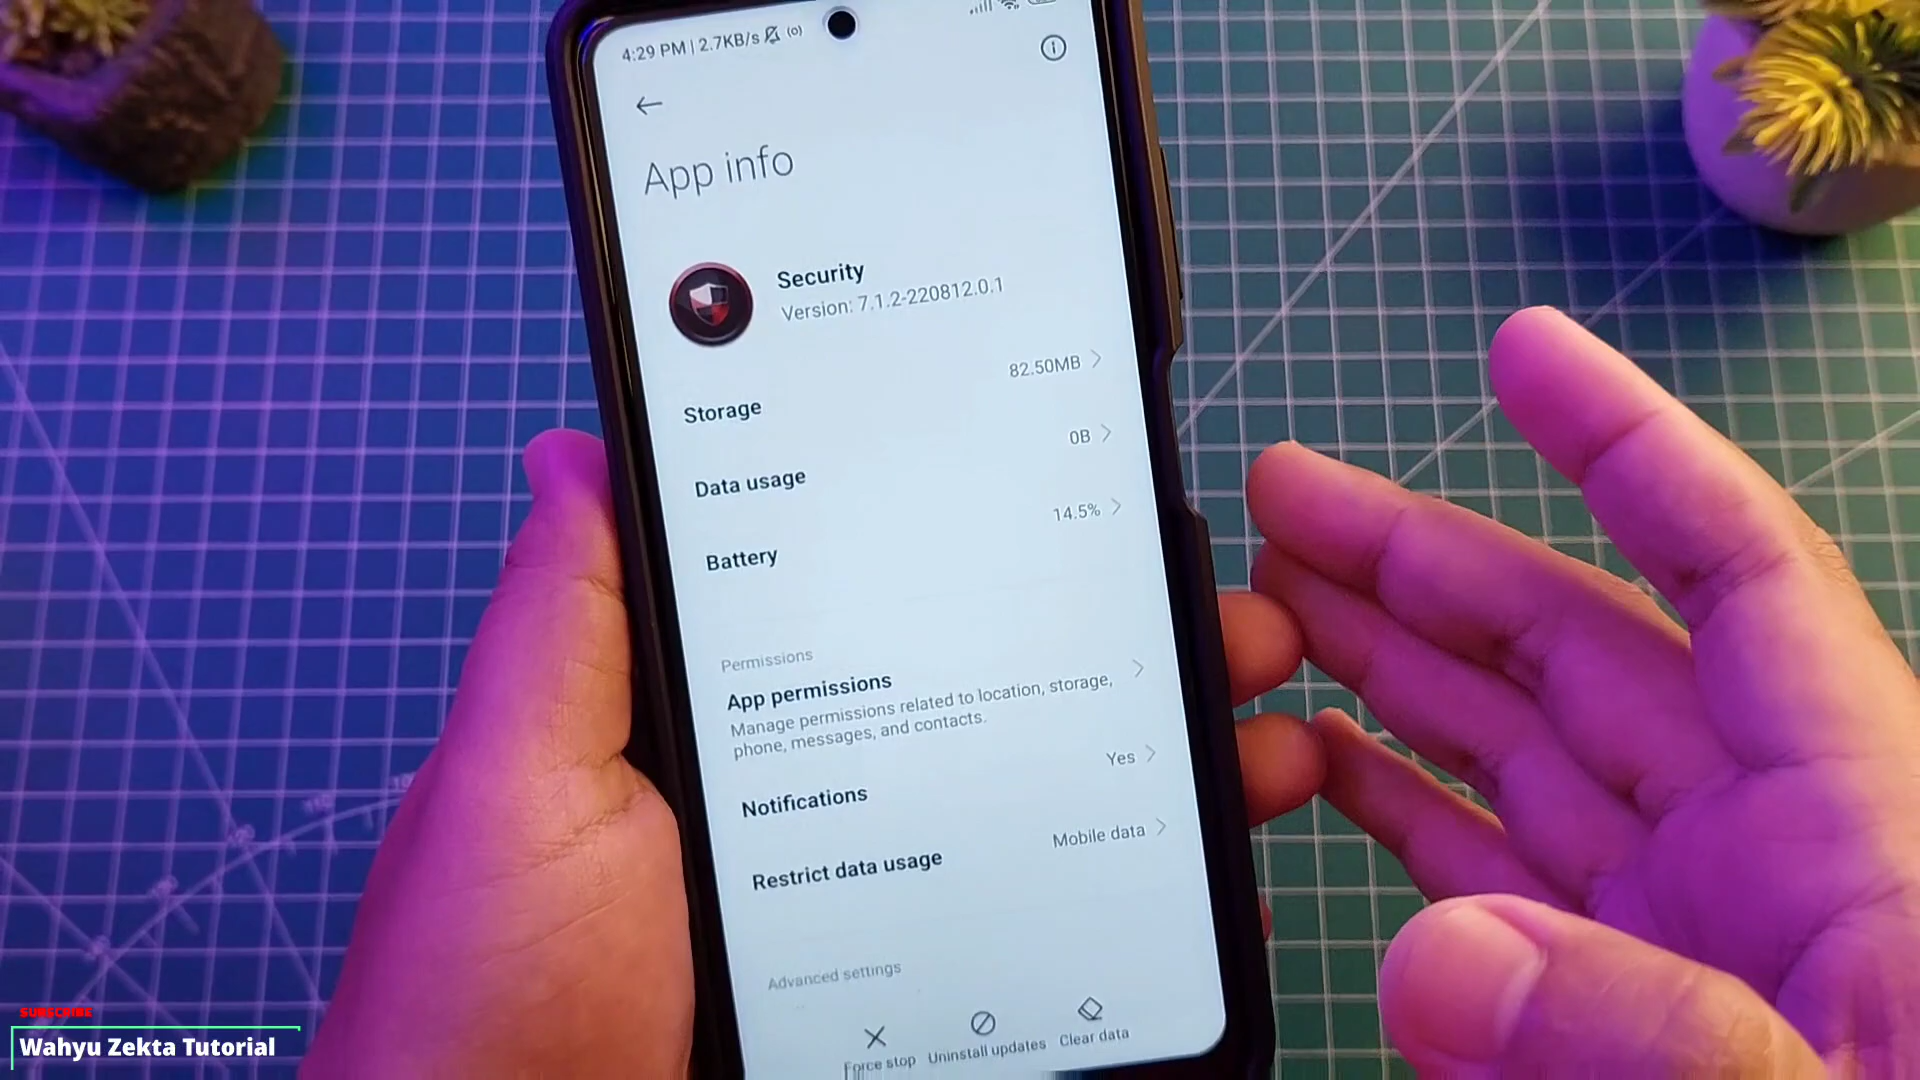 4:29 PM | 2.7KB/s
App info
Security
Version: 7.1.2-220812.0.1
Storage
82.50MB
Data usage
0B
Battery
14.5%
Permissions
App permissions
Manage permissions related to location, storage,
phone, messages, and contacts.
Notifications
Yes
Restrict data usage
Mobile data
Advanced settings
Force stop
Uninstall updates
Clear data
SUBSCRIBE
Wahyu Zekta Tutorial